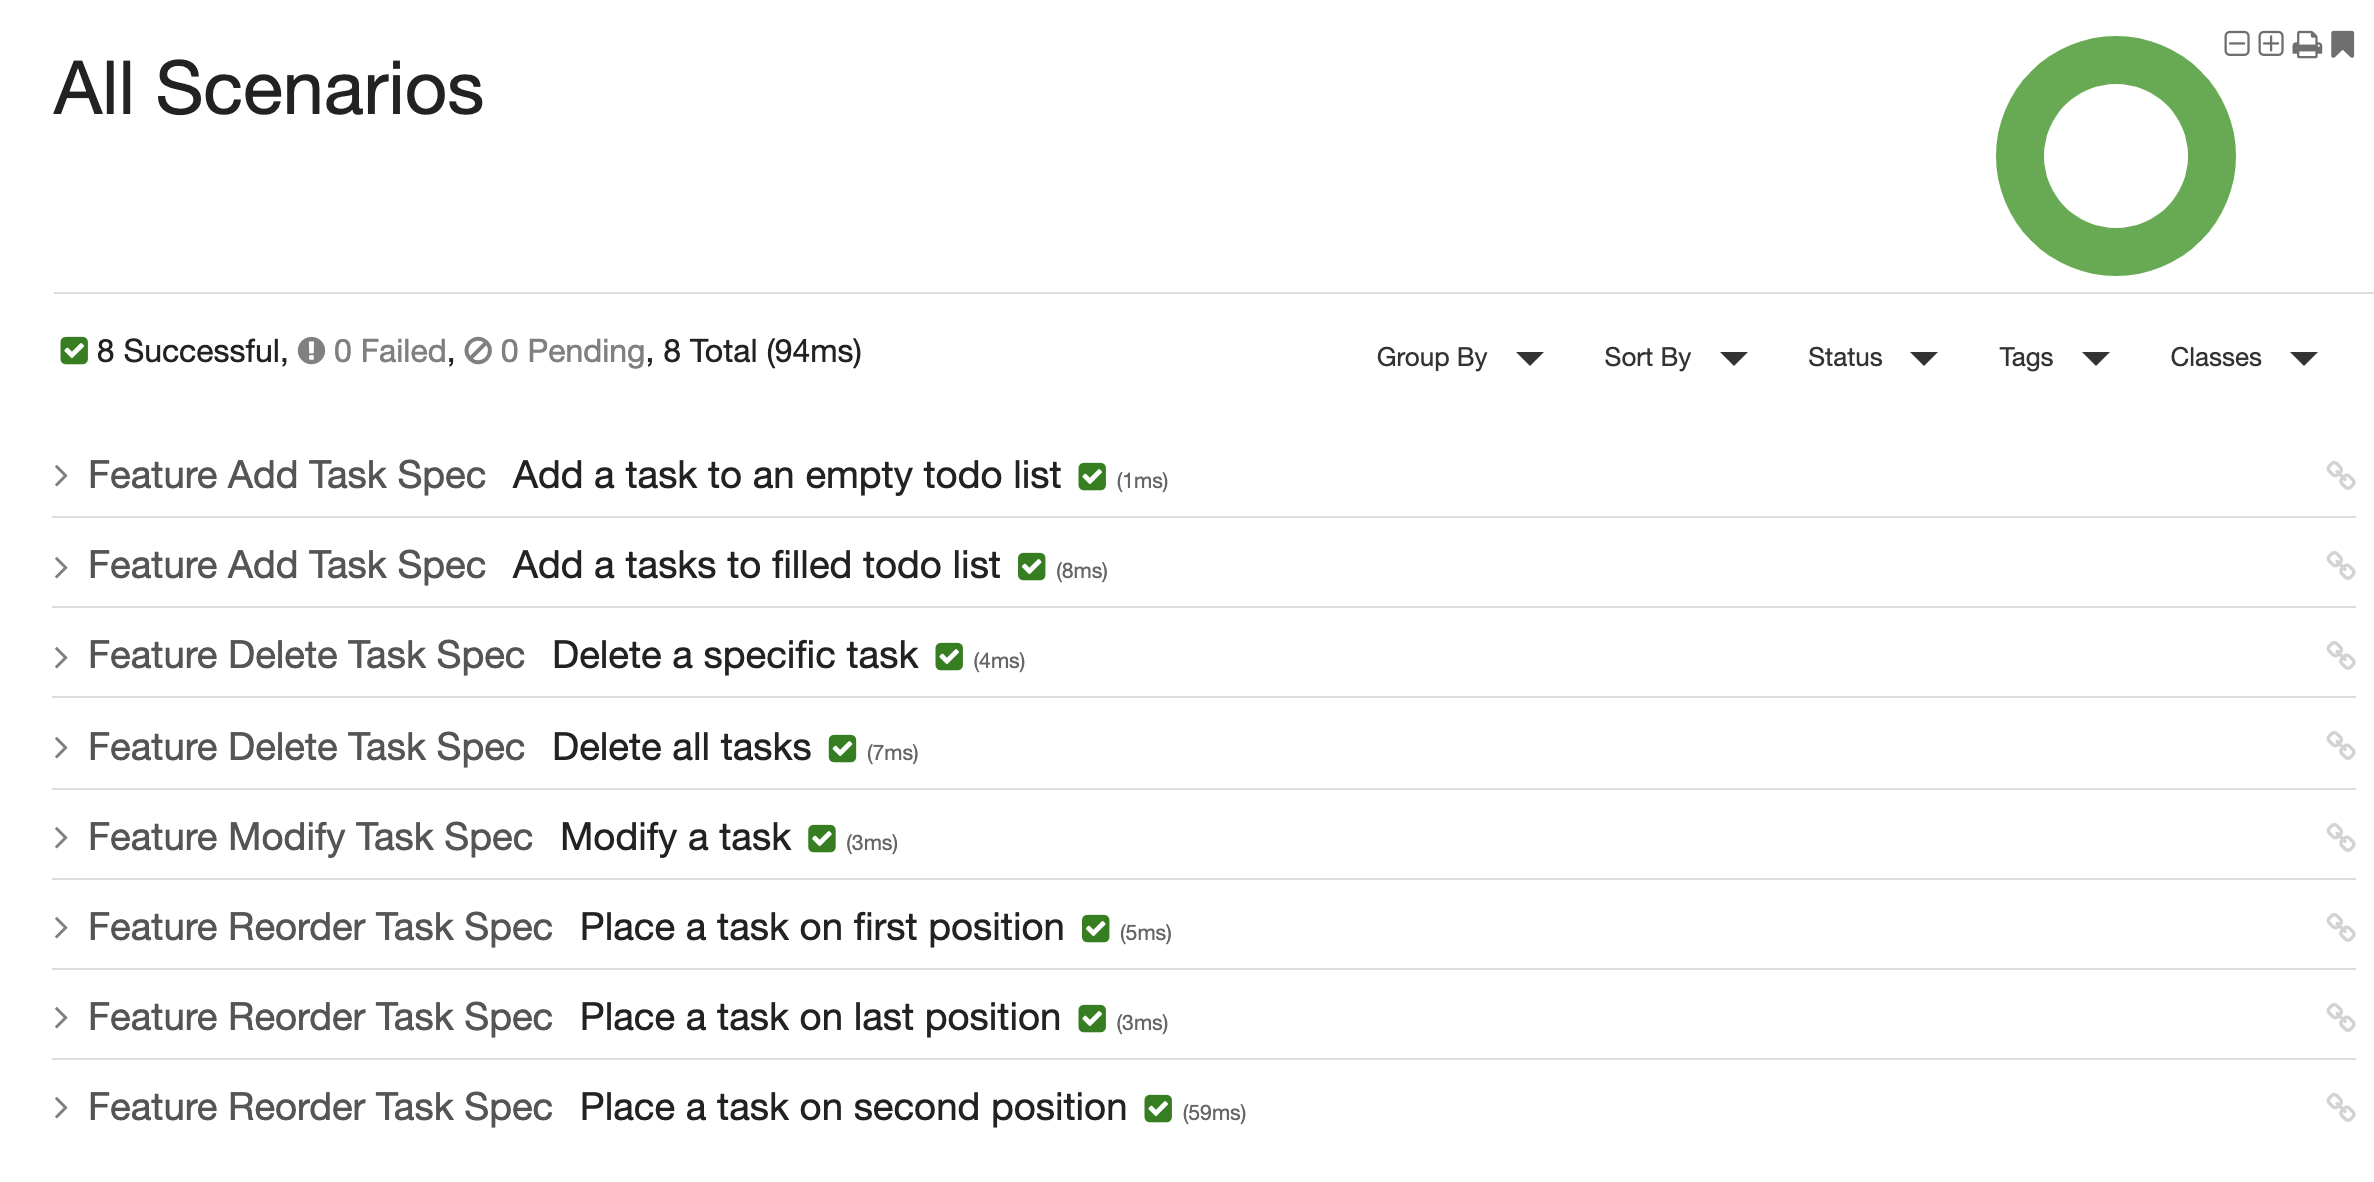 All Scenarios
8 Successful, 0 Failed, 0 Pending, 8 Total (94ms)
Group By Sort By Status Tags Classes
Feature Add Task Spec Add a task to an empty todo list (1ms)
Feature Add Task Spec Add a tasks to filled todo list (8ms)
Feature Delete Task Spec Delete a specific task (4ms)
Feature Delete Task Spec Delete all tasks (7ms)
Feature Modify Task Spec Modify a task (3ms)
Feature Reorder Task Spec Place a task on first position (5ms)
Feature Reorder Task Spec Place a task on last position (3ms)
Feature Reorder Task Spec Place a task on second position (59ms)